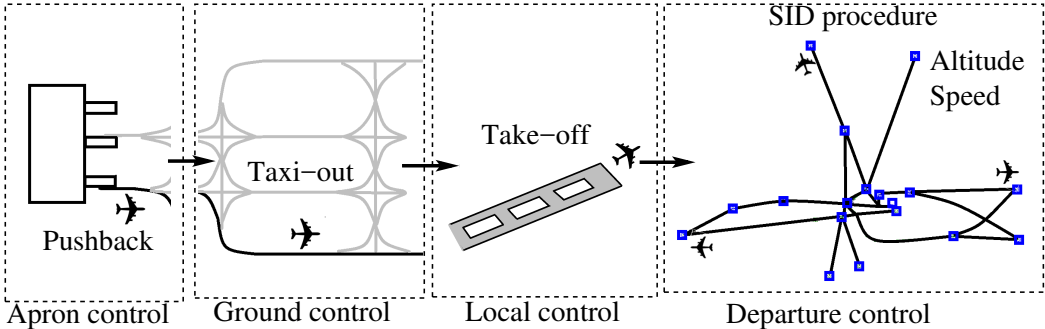 SID procedure
Altitude
Speed
Take−off
Taxi−out
Pushback
Apron control
Ground control
Local control
Departure control